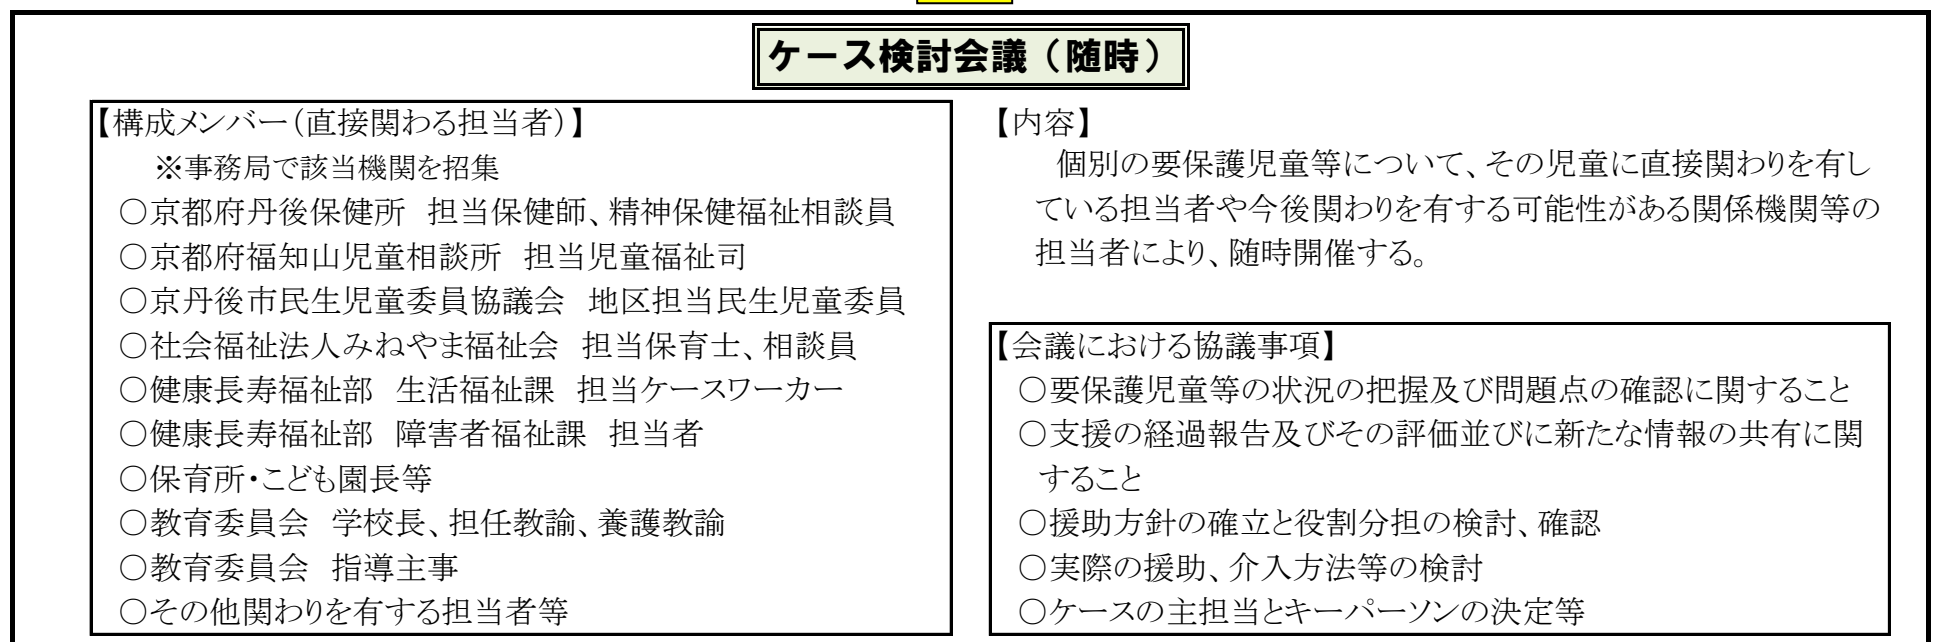 ケース検討会議（随時）
【構成メンバー（直接関わる担当者）】
※事務局で該当機関を招集
○京都府丹後保健所　担当保健師、精神保健福祉相談員
○京都府福知山児童相談所　担当児童福祉司
○京丹後市民生児童委員協議会　地区担当民生児童委員
○社会福祉法人みねやま福祉会　担当保育士、相談員
○健康長寿福祉部　生活福祉課　担当ケースワーカー
○健康長寿福祉部　障害者福祉課　担当者
○保育所・こども園長等
○教育委員会　学校長、担任教諭、養護教諭
○教育委員会　指導主事
○その他関わりを有する担当者等
【内容】
個別の要保護児童等について、その児童に直接関わりを有し
ている担当者や今後関わりを有する可能性がある関係機関等の
担当者により、随時開催する。
【会議における協議事項】
○要保護児童等の状況の把握及び問題点の確認に関すること
○支援の経過報告及びその評価並びに新たな情報の共有に関
すること
○援助方針の確立と役割分担の検討、確認
○実際の援助、介入方法等の検討
○ケースの主担当とキーパーソンの決定等